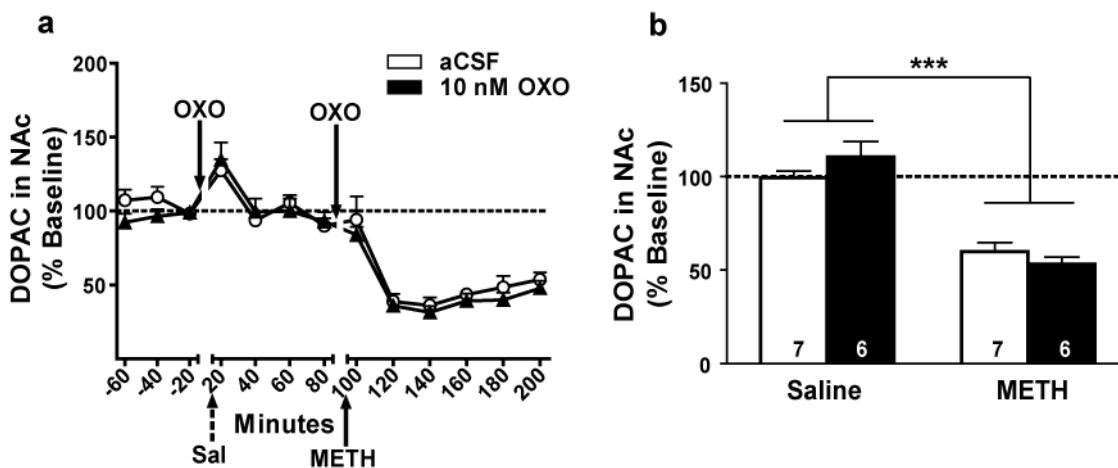 a
DOPAC in NAc
(% Baseline)
200
150
100
50
aCSF
10 nM OXO
OXO
OXO
-60 -40 -20 20 40 60 80 100 120 140 160 180 200
Minutes
Sal
METH
b
DOPAC in NAc
(% Baseline)
150
100
50
0
***
7 6 7 6
Saline METH